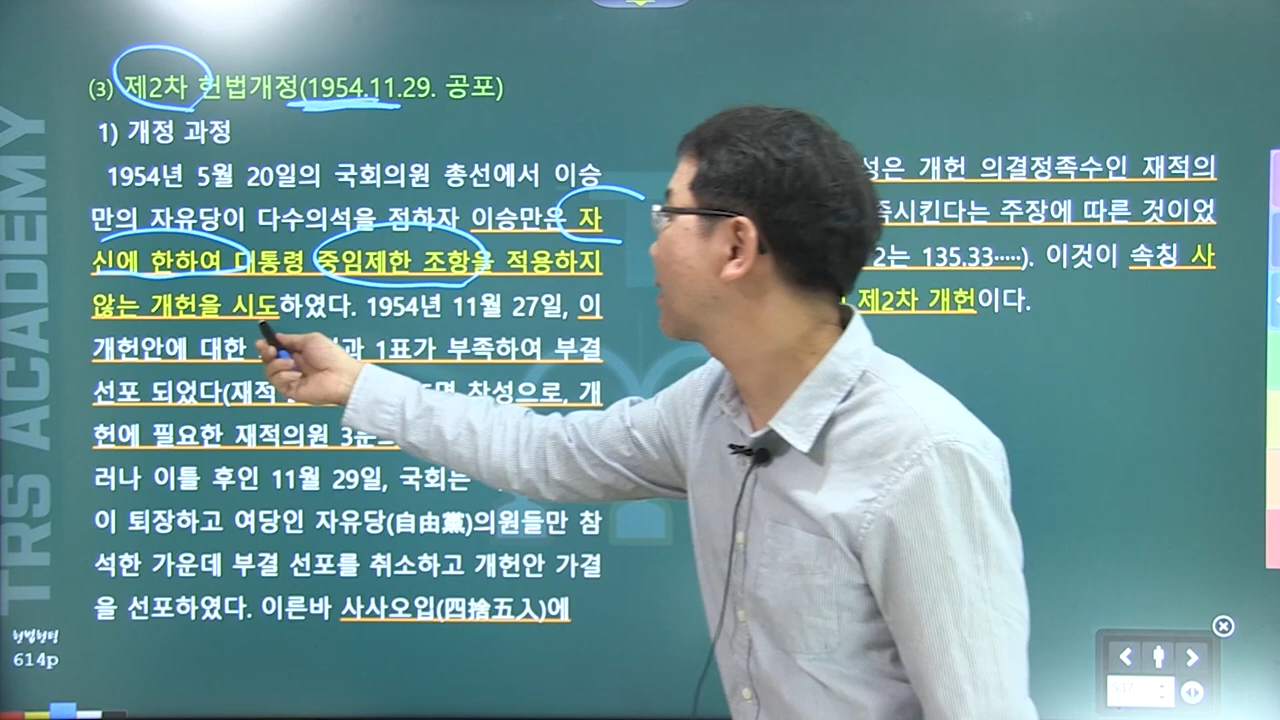 (3) 제2차 헌법개정(1954.11.29. 공포)
1) 개정 과정
1954년 5월 20일의 국회의원 총선에서 이승
만의 자유당이 다수의석을 점하자 이승만은 자
신에 한하여 대통령 중임제한 조항을 적용하지
않는 개헌을 시도하였다. 1954년 11월 27일, 이
개헌안에 대한 1표가 부족하여 부결
선포 되었다(재적 찬성으로, 개
헌에 필요한 재적의원
러나 이틀 후인 11월 29일, 국회는
이 퇴장하고 여당인 자유당(自由黨)의원들만 참
석한 가운데 부결 선포를 취소하고 개헌안 가결
을 선포하였다. 이른바 사사오입(四捨五入)에
개헌 의결정족수인 재적의
주장에 따른 것이었
2는 135.33·····). 이것이 속칭 사
제2차 개헌이다.
TRS ACADEMY
614p